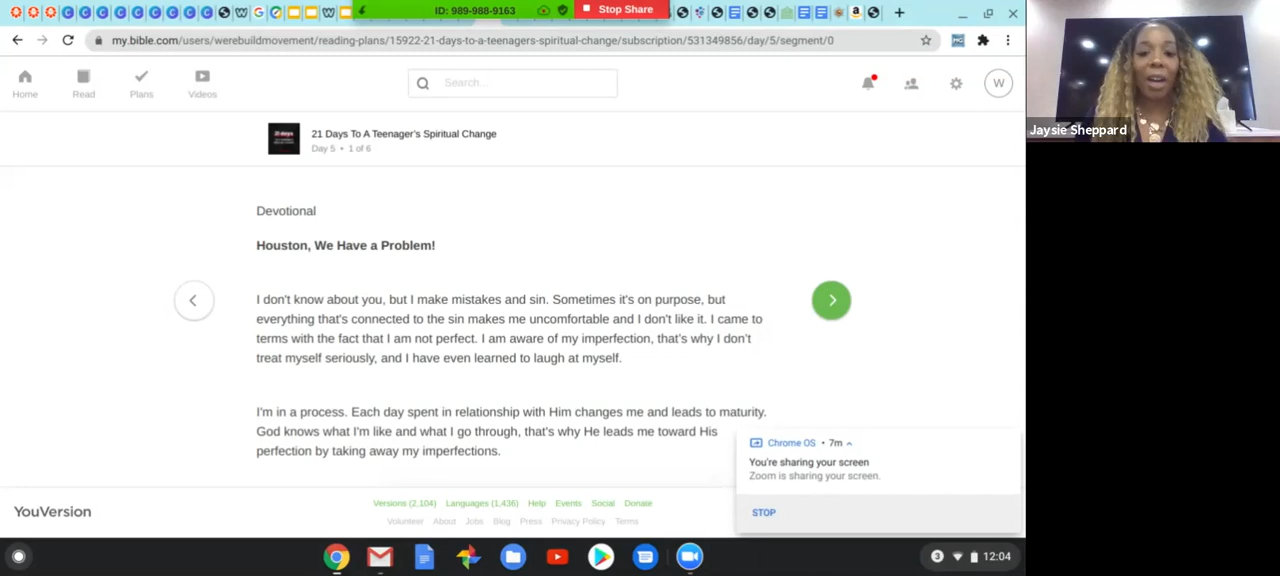 ID: 989-988-9163
Stop Share
my.bible.com/users/werebuildmovement/reading-plans/15922-21-days-to-a-teenagers-spiritual-change/subscription/531349856/day/5/segment/0
Home
Read
Plans
Videos
Search...
W
Jaysie Sheppard
21 Days To A Teenager's Spiritual Change
Day 5 • 1 of 6
Devotional
Houston, We Have a Problem!
I don't know about you, but I make mistakes and sin. Sometimes it's on purpose, but
everything that's connected to the sin makes me uncomfortable and I don't like it. I came to
terms with the fact that I am not perfect. I am aware of my imperfection, that's why I don't
treat myself seriously, and I have even learned to laugh at myself.
I'm in a process. Each day spent in relationship with Him changes me and leads to maturity.
God knows what I'm like and what I go through, that's why He leads me toward His
perfection by taking away my imperfections.
Chrome OS • 7m
You're sharing your screen
Zoom is sharing your screen.
STOP
YouVersion
Versions (2,104) Languages (1,436) Help Events Social Donate
Volunteer About Jobs Blog Press Privacy Policy Terms
3 12:04